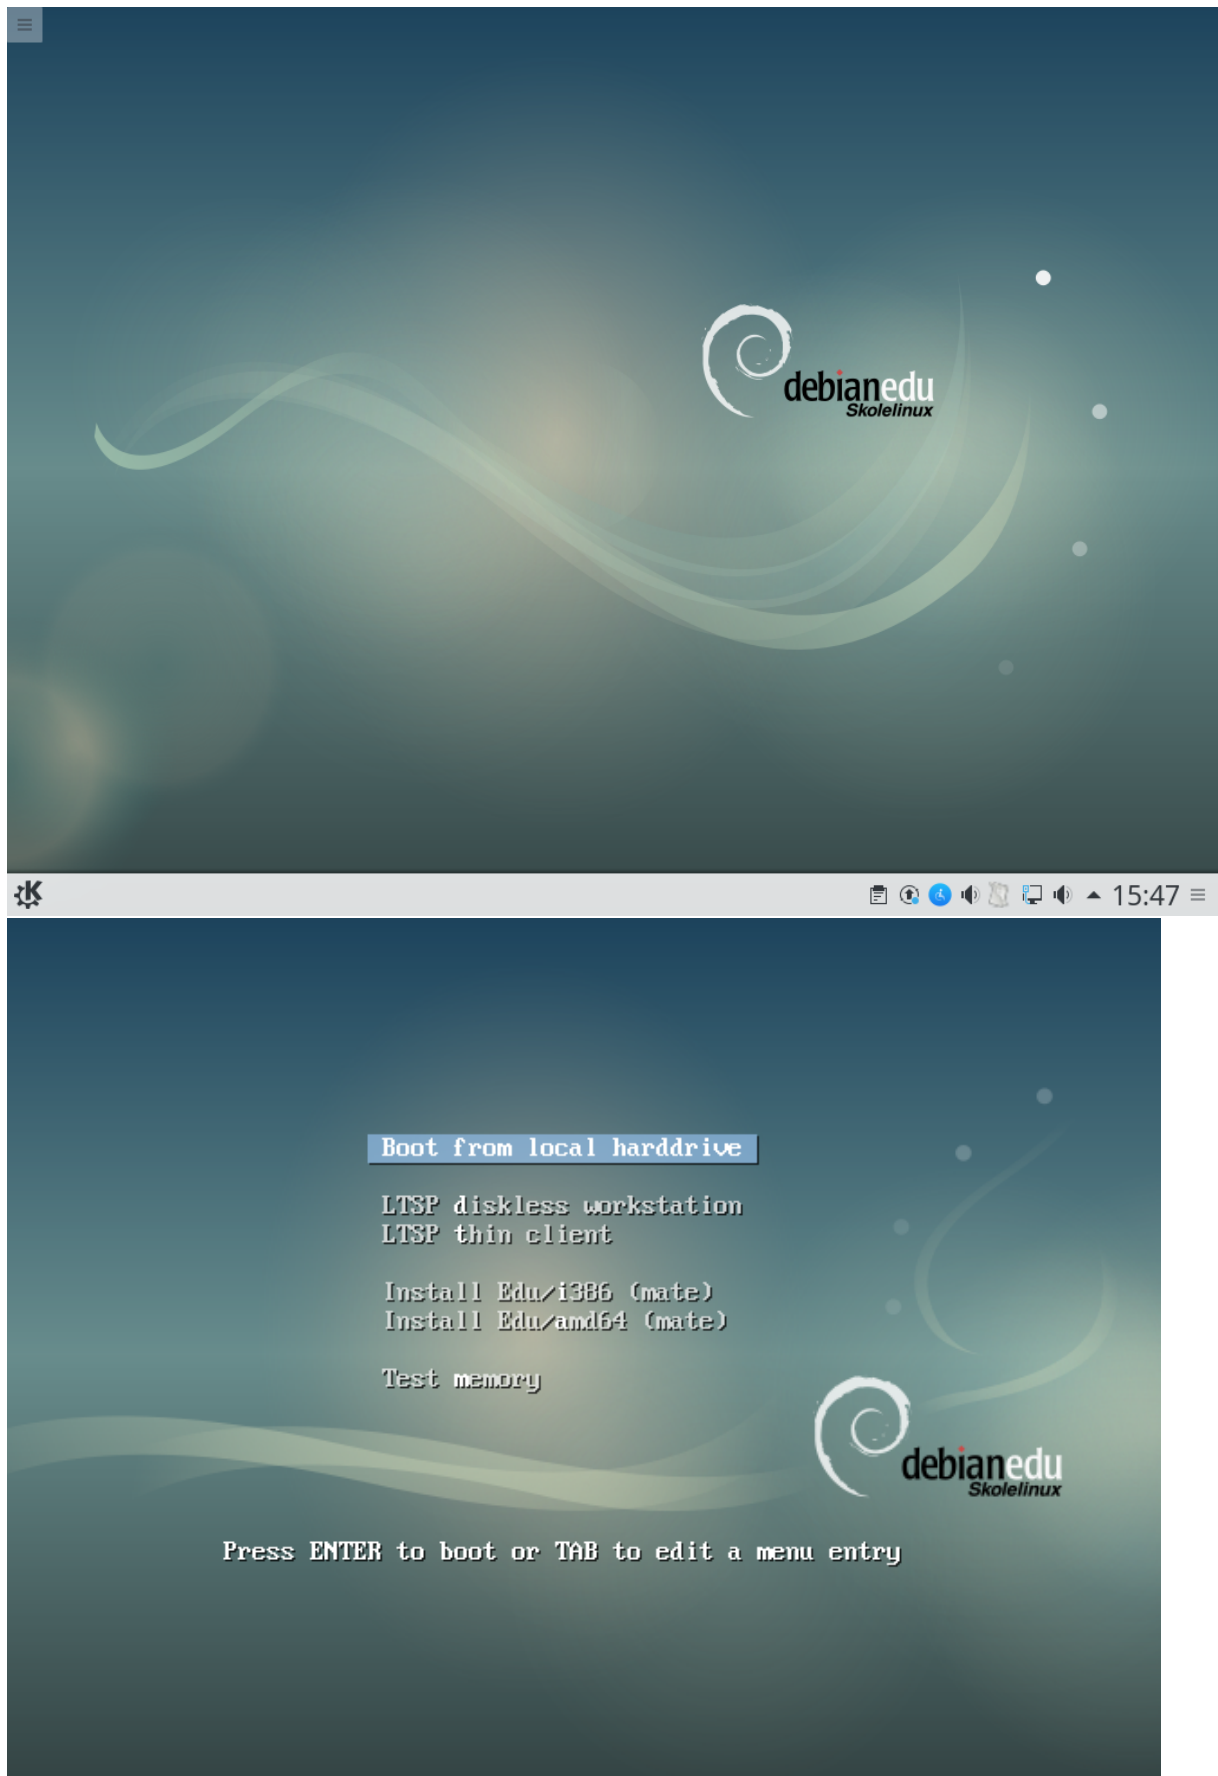 debianedu
Skolelinux
15:47
Boot from local harddrive
LTSP diskless workstation
LTSP thin client
Install Edu/i386 (mate)
Install Edu/amd64 (mate)
Test memory
debianedu
Skolelinux
Press ENTER to boot or TAB to edit a menu entry